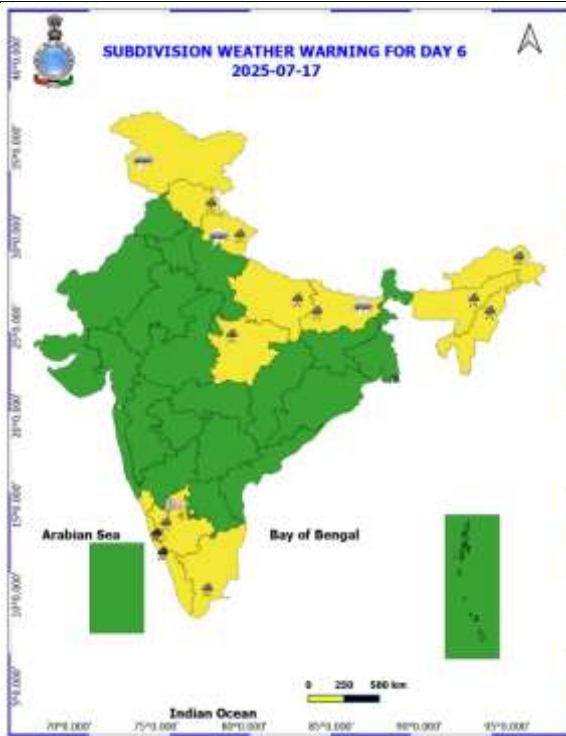 SUBDIVISION WEATHER WARNING FOR DAY 6
2025-07-17
Arabian Sea
Bay of Bengal
0 250 500 km
Indian Ocean
70°0.000' 75°0.000' 80°0.000' 85°0.000' 90°0.000' 95°0.000'